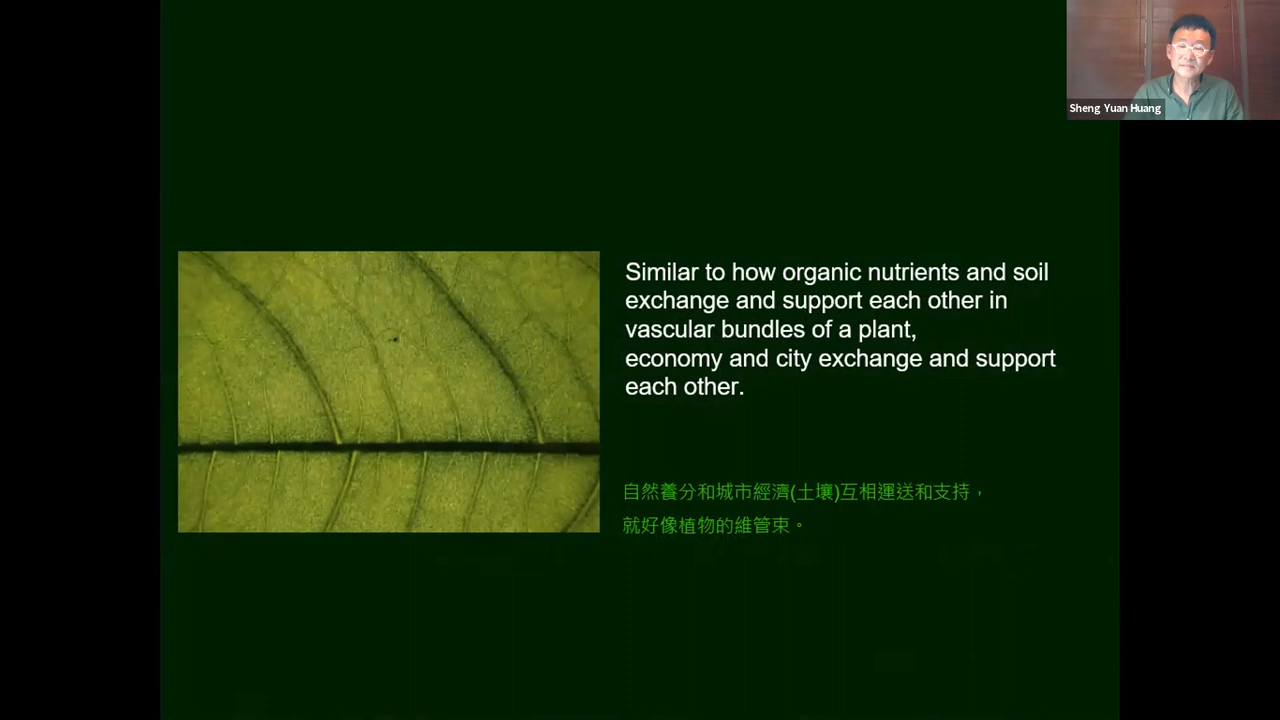 Sheng Yuan Huang
Similar to how organic nutrients and soil
exchange and support each other in
vascular bundles of a plant,
economy and city exchange and support
each other.
自然養分和城市經濟(土壤)互相運送和支持，
就好像植物的維管束。